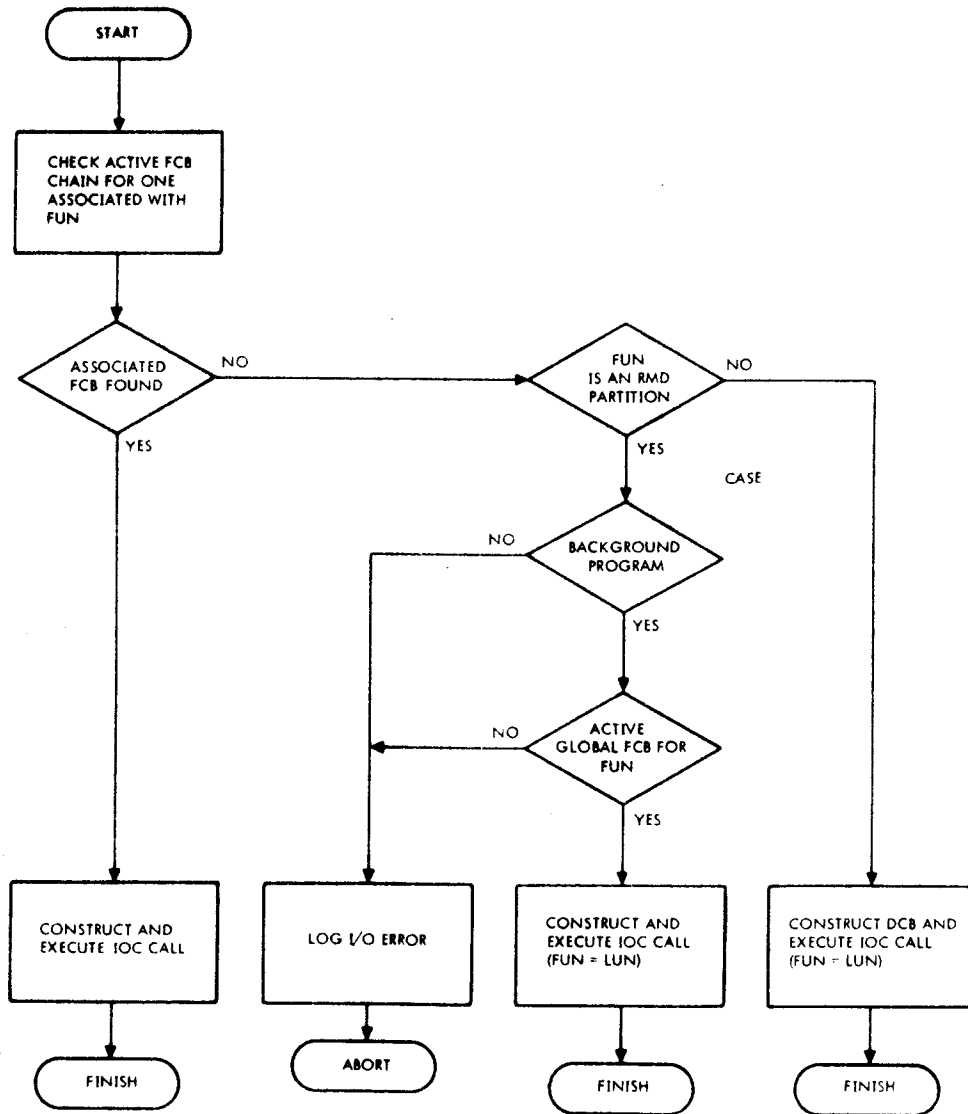 START
CHECK ACTIVE FCB
CHAIN FOR ONE
ASSOCIATED WITH
FUN
ASSOCIATED
FCB FOUND
NO
YES
FUN
IS AN RMD
PARTITION
NO
YES
CASE
BACKGROUND
PROGRAM
NO
YES
ACTIVE
GLOBAL FCB FOR
FUN
NO
YES
CONSTRUCT AND
EXECUTE IOC CALL
LOG I/O ERROR
CONSTRUCT AND
EXECUTE IOC CALL
(FUN = LUN)
CONSTRUCT DCB AND
EXECUTE IOC CALL
(FUN = LUN)
FINISH
ABORT
FINISH
FINISH